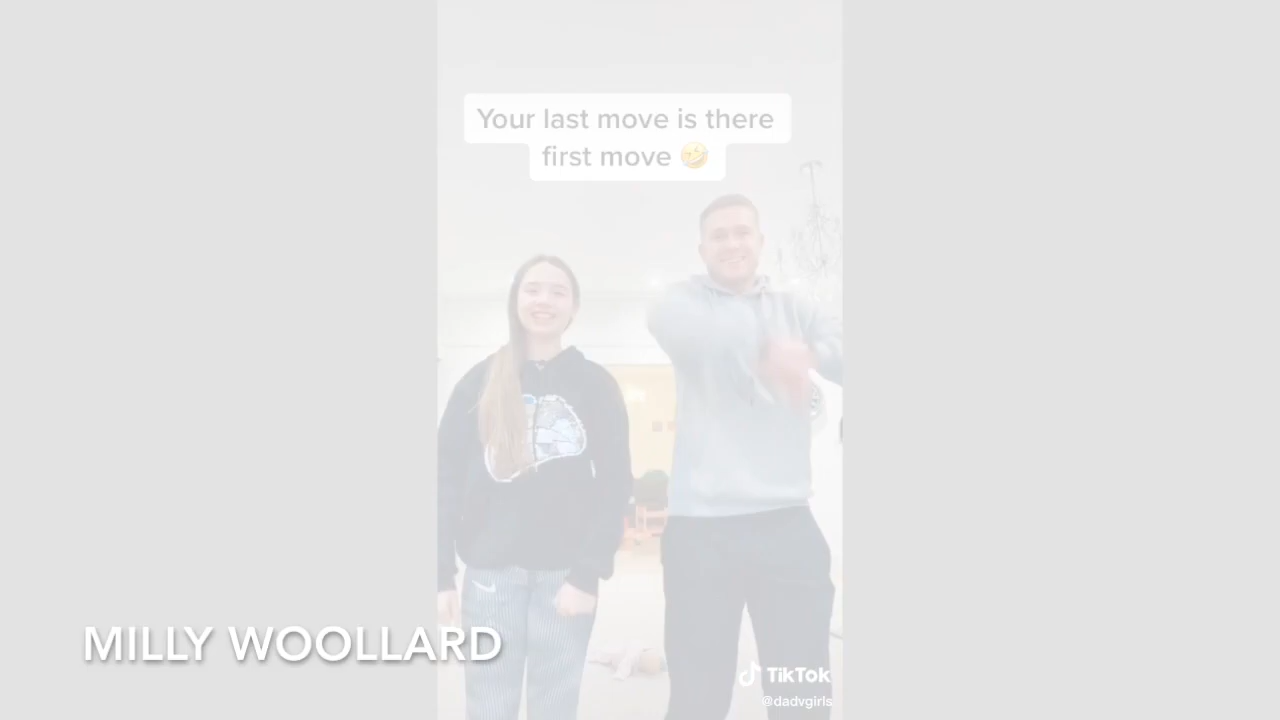 Your last move is there
first move 🤣
MILLY WOOLLARD
TikTok
@dadvgirls